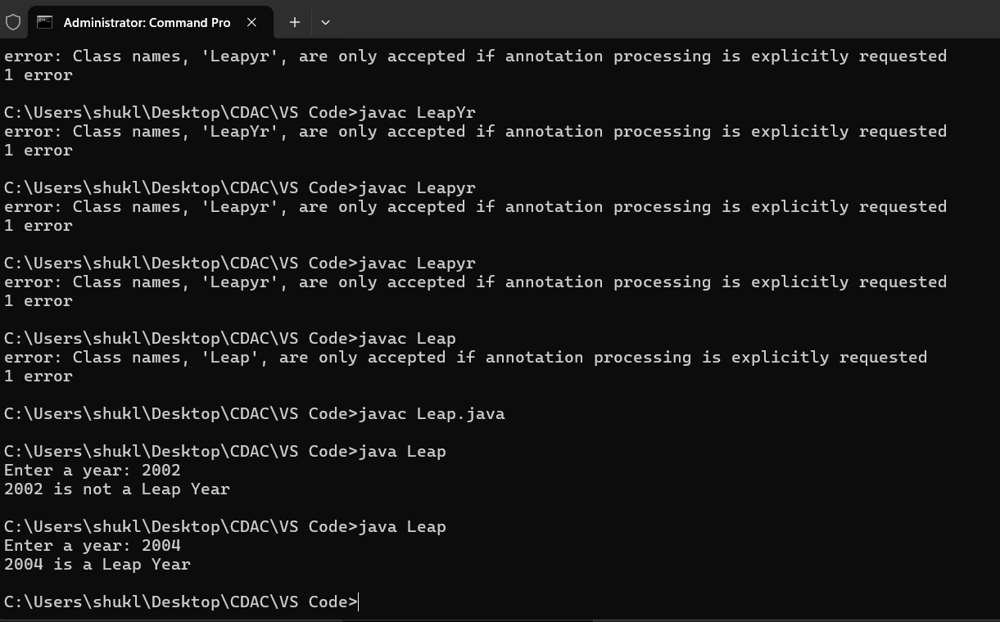 Administrator: Command Pro
error: Class names, 'Leapyr', are only accepted if annotation processing is explicitly requested
1 error
C:\Users\shukl\Desktop\CDAC\VS Code>javac LeapYr
error: Class names, 'LeapYr', are only accepted if annotation processing is explicitly requested
1 error
C:\Users\shukl\Desktop\CDAC\VS Code>javac Leapyr
error: Class names, 'Leapyr', are only accepted if annotation processing is explicitly requested
1 error
C:\Users\shukl\Desktop\CDAC\VS Code>javac Leapyr
error: Class names, 'Leapyr', are only accepted if annotation processing is explicitly requested
1 error
C:\Users\shukl\Desktop\CDAC\VS Code>javac Leap
error: Class names, 'Leap', are only accepted if annotation processing is explicitly requested
1 error
C:\Users\shukl\Desktop\CDAC\VS Code>javac Leap.java
C:\Users\shukl\Desktop\CDAC\VS Code>java Leap
Enter a year: 2002
2002 is not a Leap Year
C:\Users\shukl\Desktop\CDAC\VS Code>java Leap
Enter a year: 2004
2004 is a Leap Year
C:\Users\shukl\Desktop\CDAC\VS Code>